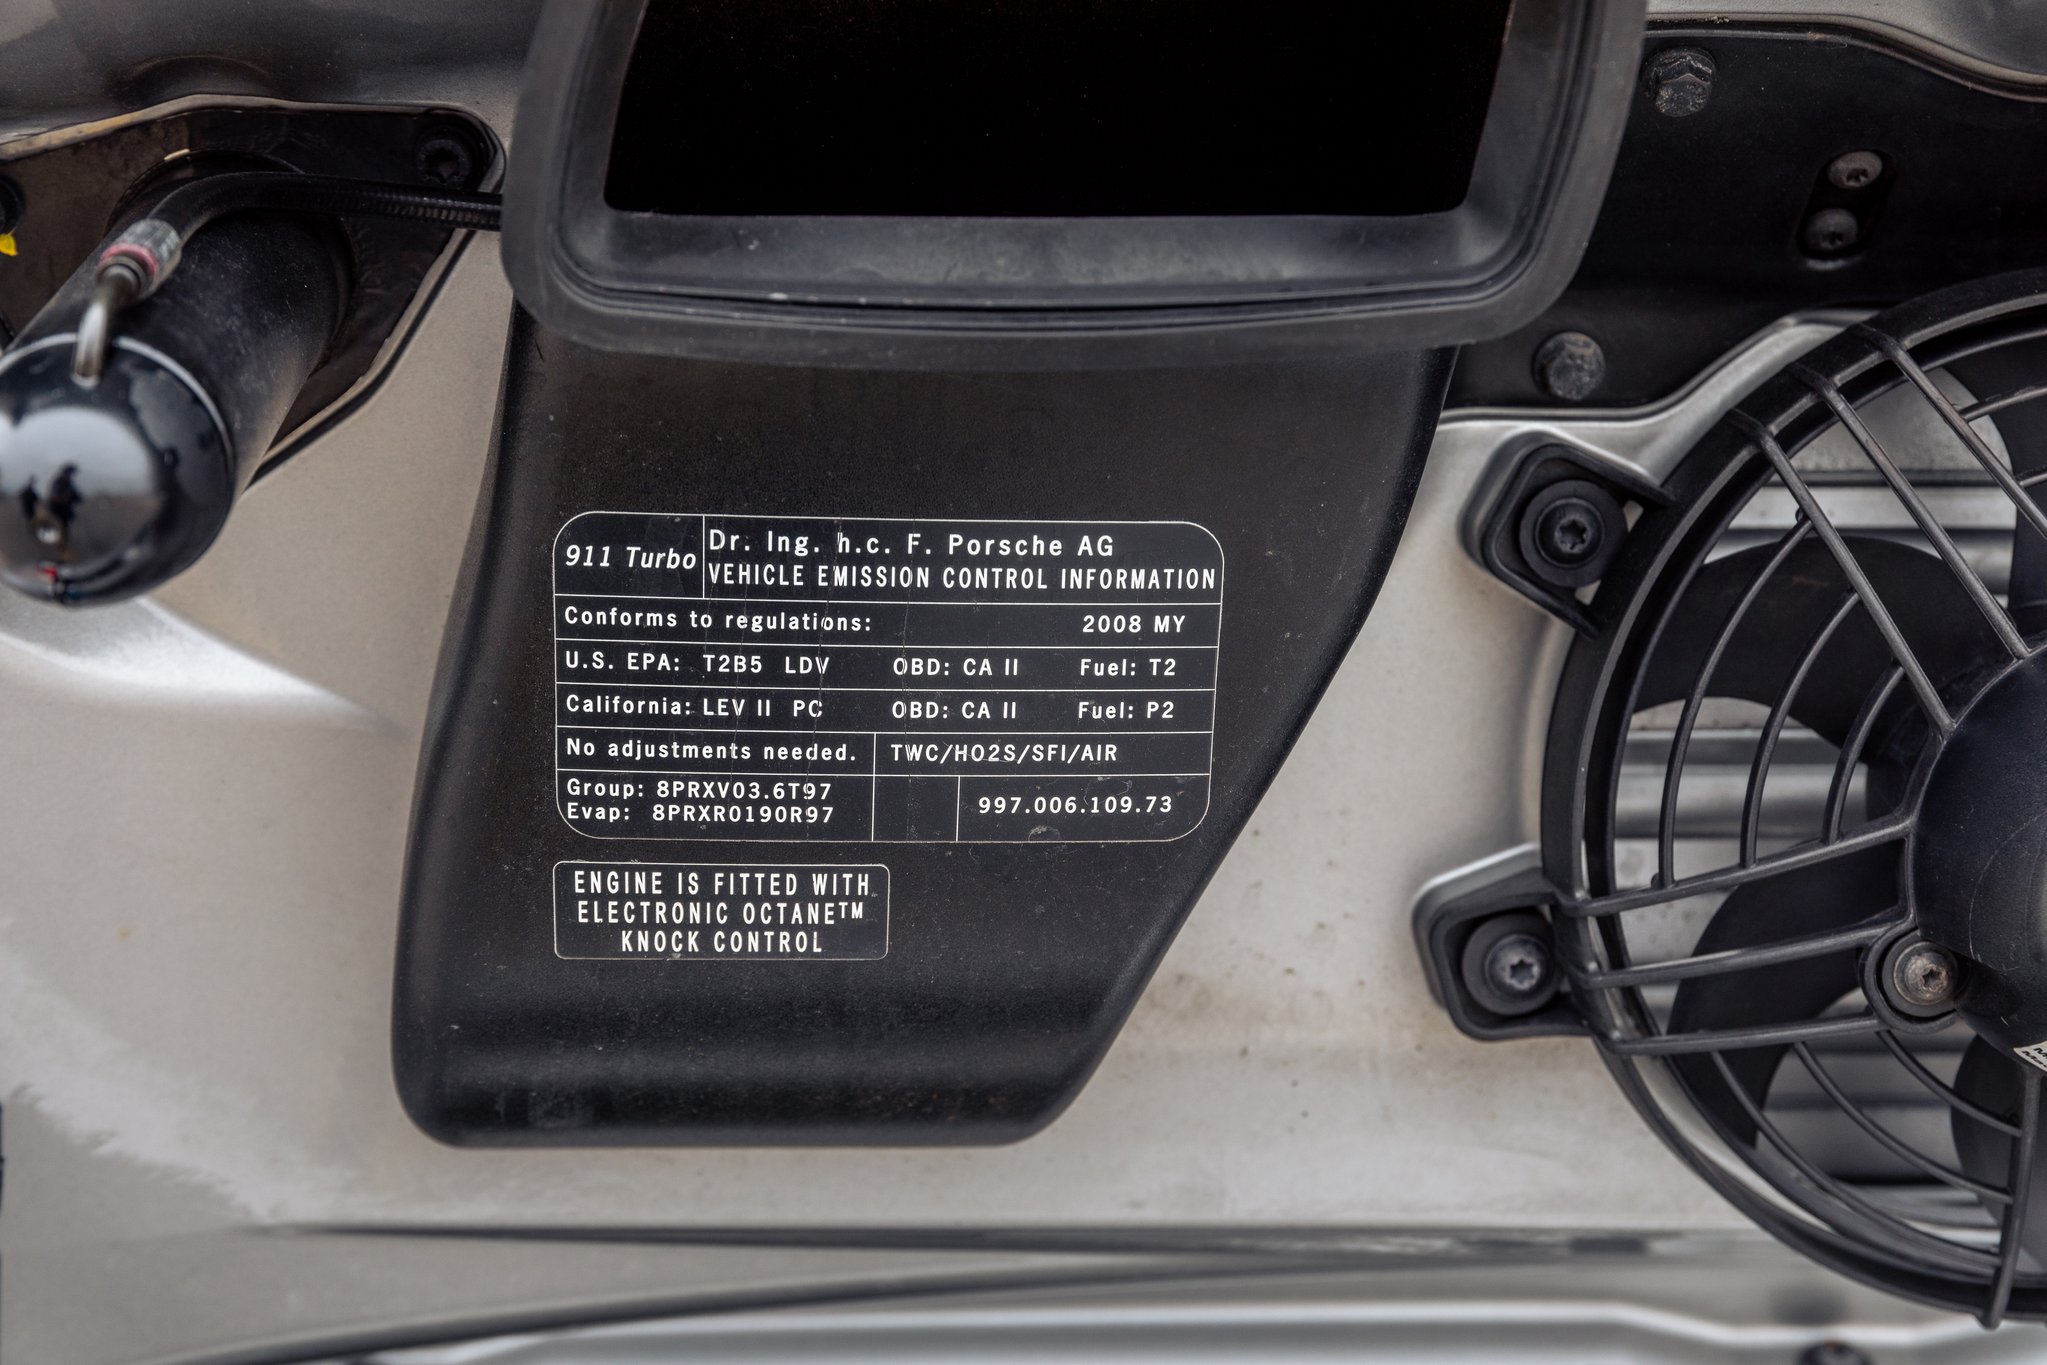 911 Turbo
Dr. Ing. h.c. F. Porsche AG
VEHICLE EMISSION CONTROL INFORMATION
Conforms to regulations: 2008 MY
U.S. EPA: T2B5 LDV OBD: CA II Fuel: T2
California: LEV II PC OBD: CA II Fuel: P2
No adjustments needed. TWC/HO2S/SFI/AIR
Group: 8PRXV03.6T97
Evap: 8PRXR0190R97
997.006.109.73
ENGINE IS FITTED WITH
ELECTRONIC OCTANE™
KNOCK CONTROL